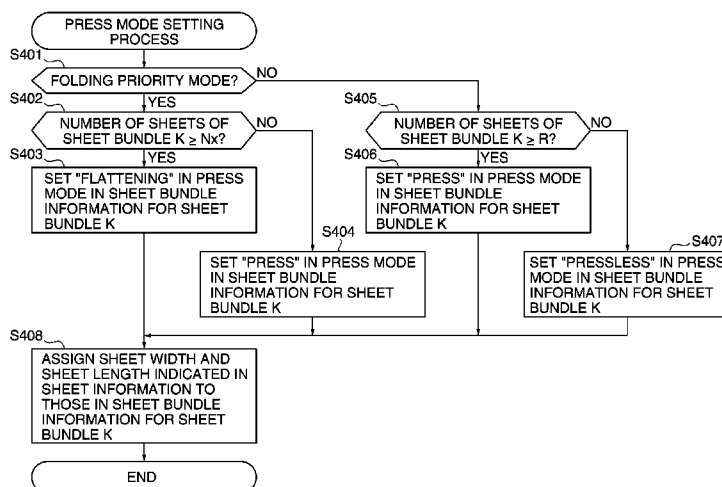 PRESS MODE SETTING
PROCESS
S401
FOLDING PRIORITY MODE?
NO
YES
S402
NUMBER OF SHEETS OF
SHEET BUNDLE K ≥ Nx?
NO
YES
S405
NUMBER OF SHEETS OF
SHEET BUNDLE K ≥ R?
NO
YES
S403
SET "FLATTENING" IN PRESS
MODE IN SHEET BUNDLE
INFORMATION FOR SHEET
BUNDLE K
S406
SET "PRESS" IN PRESS
MODE IN SHEET BUNDLE
INFORMATION FOR SHEET
BUNDLE K
S404
SET "PRESS" IN PRESS MODE
IN SHEET BUNDLE
INFORMATION FOR SHEET
BUNDLE K
S407
SET "PRESSLESS" IN PRESS
MODE IN SHEET BUNDLE
INFORMATION FOR SHEET
BUNDLE K
S408
ASSIGN SHEET WIDTH AND
SHEET LENGTH INDICATED IN
SHEET INFORMATION TO
THOSE IN SHEET BUNDLE
INFORMATION FOR SHEET
BUNDLE K
END